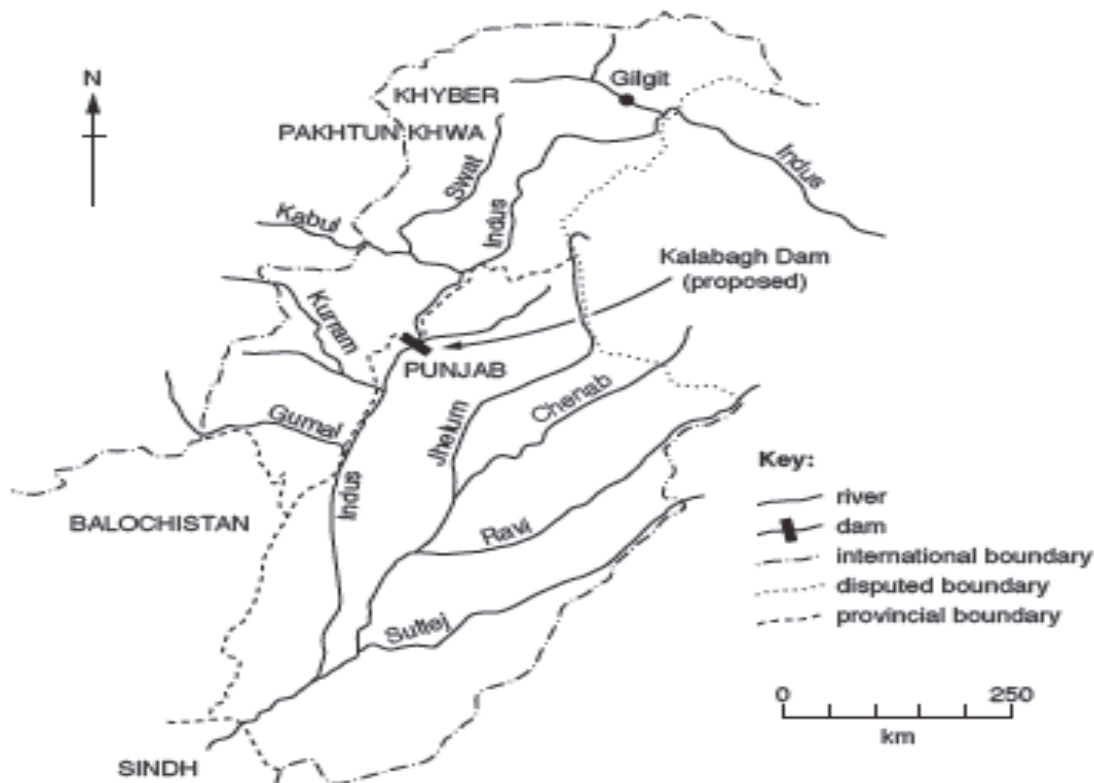 N
Gilgit
KHYBER
PAKHTUN KHWA
Swat
Indus
Indus
Kabul
Kalabagh Dam
(proposed)
Kurram
PUNJAB
Chenab
Gumal
Jhelum
Indus
Key:
river
BALOCHISTAN
dam
Ravi
international boundary
disputed boundary
provincial boundary
Sutlej
0 250
km
SINDH